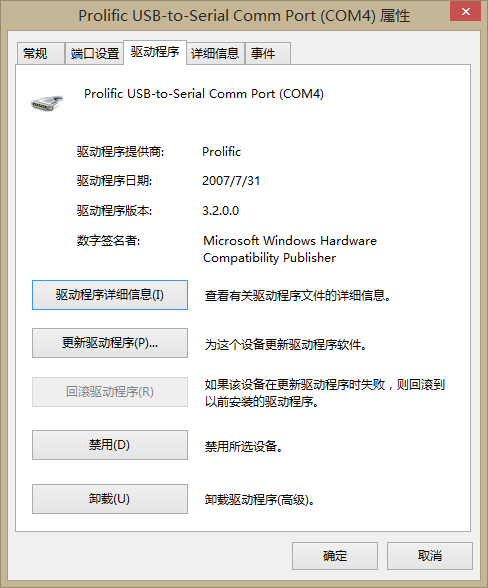 Prolific USB-to-Serial Comm Port (COM4) 属性
常规 端口设置 驱动程序 详细信息 事件
Prolific USB-to-Serial Comm Port (COM4)
驱动程序提供商: Prolific
驱动程序日期: 2007/7/31
驱动程序版本: 3.2.0.0
数字签名者: Microsoft Windows Hardware
Compatibility Publisher
驱动程序详细信息(I) 查看有关驱动程序文件的详细信息。
更新驱动程序(P)... 为这个设备更新驱动程序软件。
回滚驱动程序(R) 如果该设备在更新驱动程序时失败，则回滚到
以前安装的驱动程序。
禁用(D) 禁用所选设备。
卸载(U) 卸载驱动程序(高级)。
确定 取消